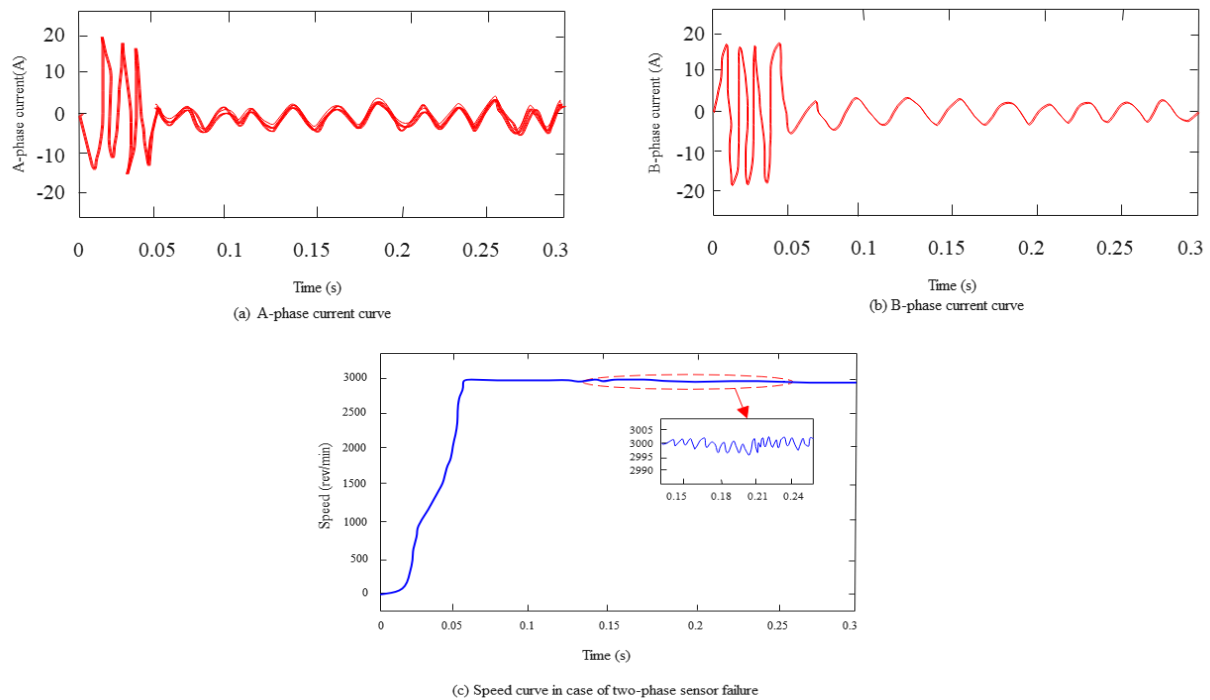 20
10
0
-10
-20
A-phase current(A)
0 0.05 0.1 0.15 0.2 0.25 0.3
Time (s)
(a) A-phase current curve
20
10
0
-10
-20
B-phase current (A)
0 0.05 0.1 0.15 0.2 0.25 0.3
Time (s)
(b) B-phase current curve
3000
2500
2000
1500
1000
500
0
Speed (rev/min)
3005
3000
2995
2990
0.15 0.18 0.21 0.24
0 0.05 0.1 0.15 0.2 0.25 0.3
Time (s)
(c) Speed curve in case of two-phase sensor failure